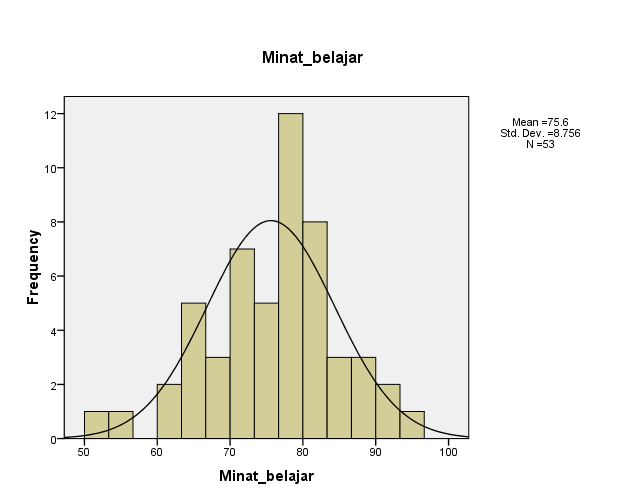 Minat_belajar
Mean =75.6
Std. Dev. =8.756
N =53
Frequency
12
10
8
6
4
2
0
50 60 70 80 90 100
Minat_belajar